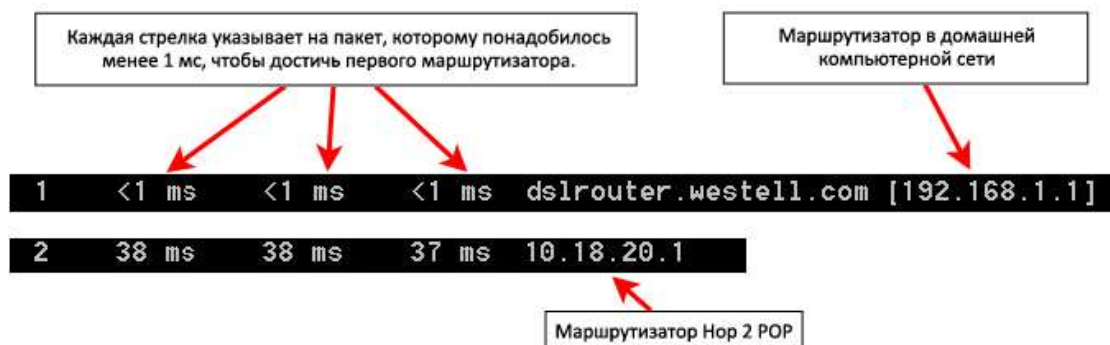 Каждая стрелка указывает на пакет, которому понадобилось
менее 1 мс, чтобы достичь первого маршрутизатора.
Маршрутизатор в домашней
компьютерной сети
1 <1 ms <1 ms <1 ms dslrouter.westell.com [192.168.1.1]
2 38 ms 38 ms 37 ms 10.18.20.1
Маршрутизатор Hop 2 POP